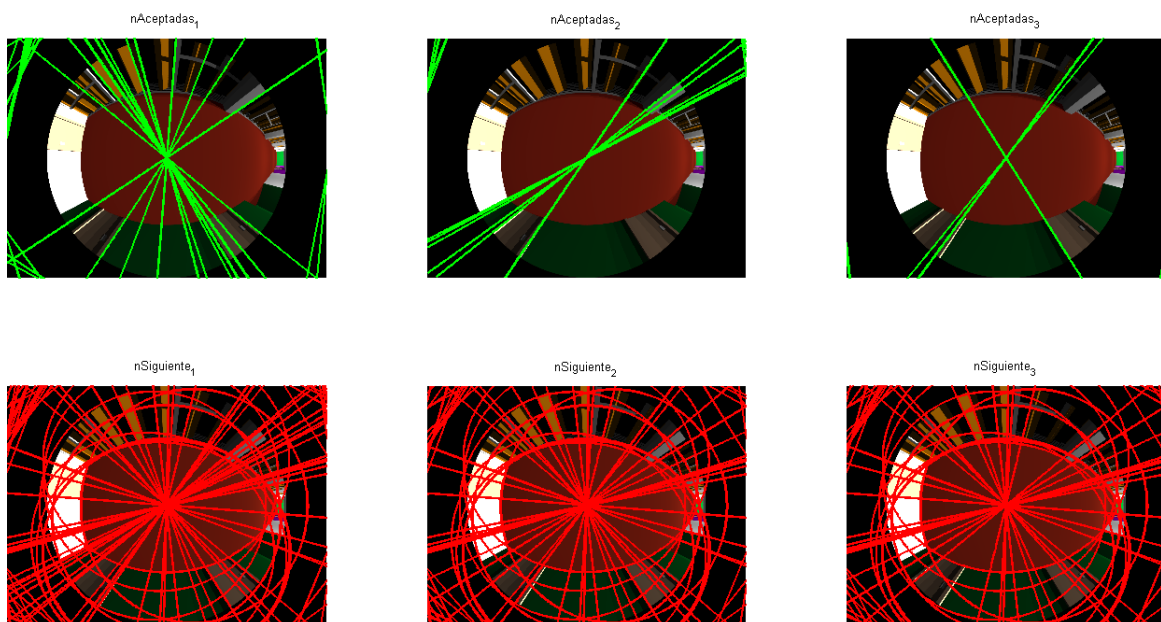 nAceptadas₁
nAceptadas₂
nAceptadas₃
nSiguiente₁
nSiguiente₂
nSiguiente₃